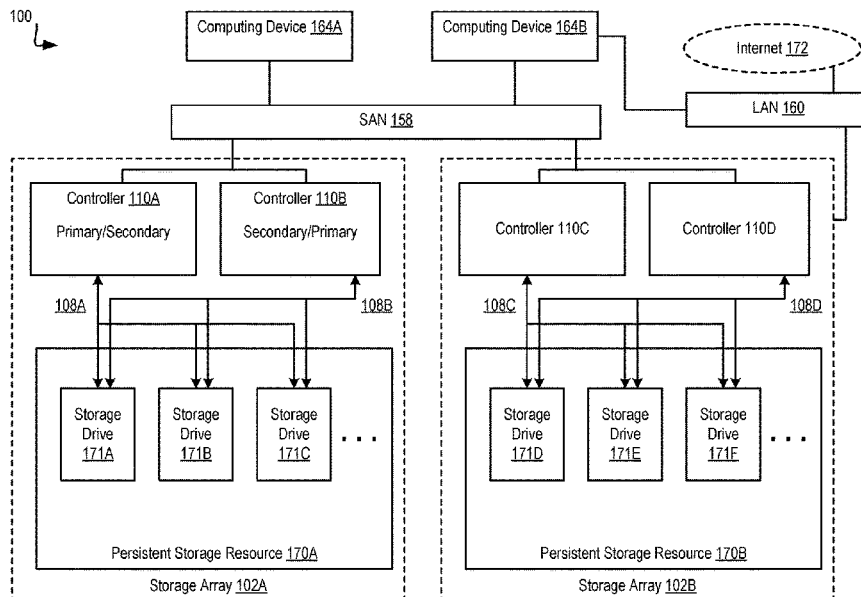 100
Computing Device 164A
Computing Device 164B
Internet 172
LAN 160
SAN 158
Controller 110A
Primary/Secondary
Controller 110B
Secondary/Primary
Controller 110C
Controller 110D
108A
108B
108C
108D
Storage
Drive
171A
Storage
Drive
171B
Storage
Drive
171C
. . .
Storage
Drive
171D
Storage
Drive
171E
Storage
Drive
171F
. . .
Persistent Storage Resource 170A
Persistent Storage Resource 170B
Storage Array 102A
Storage Array 102B